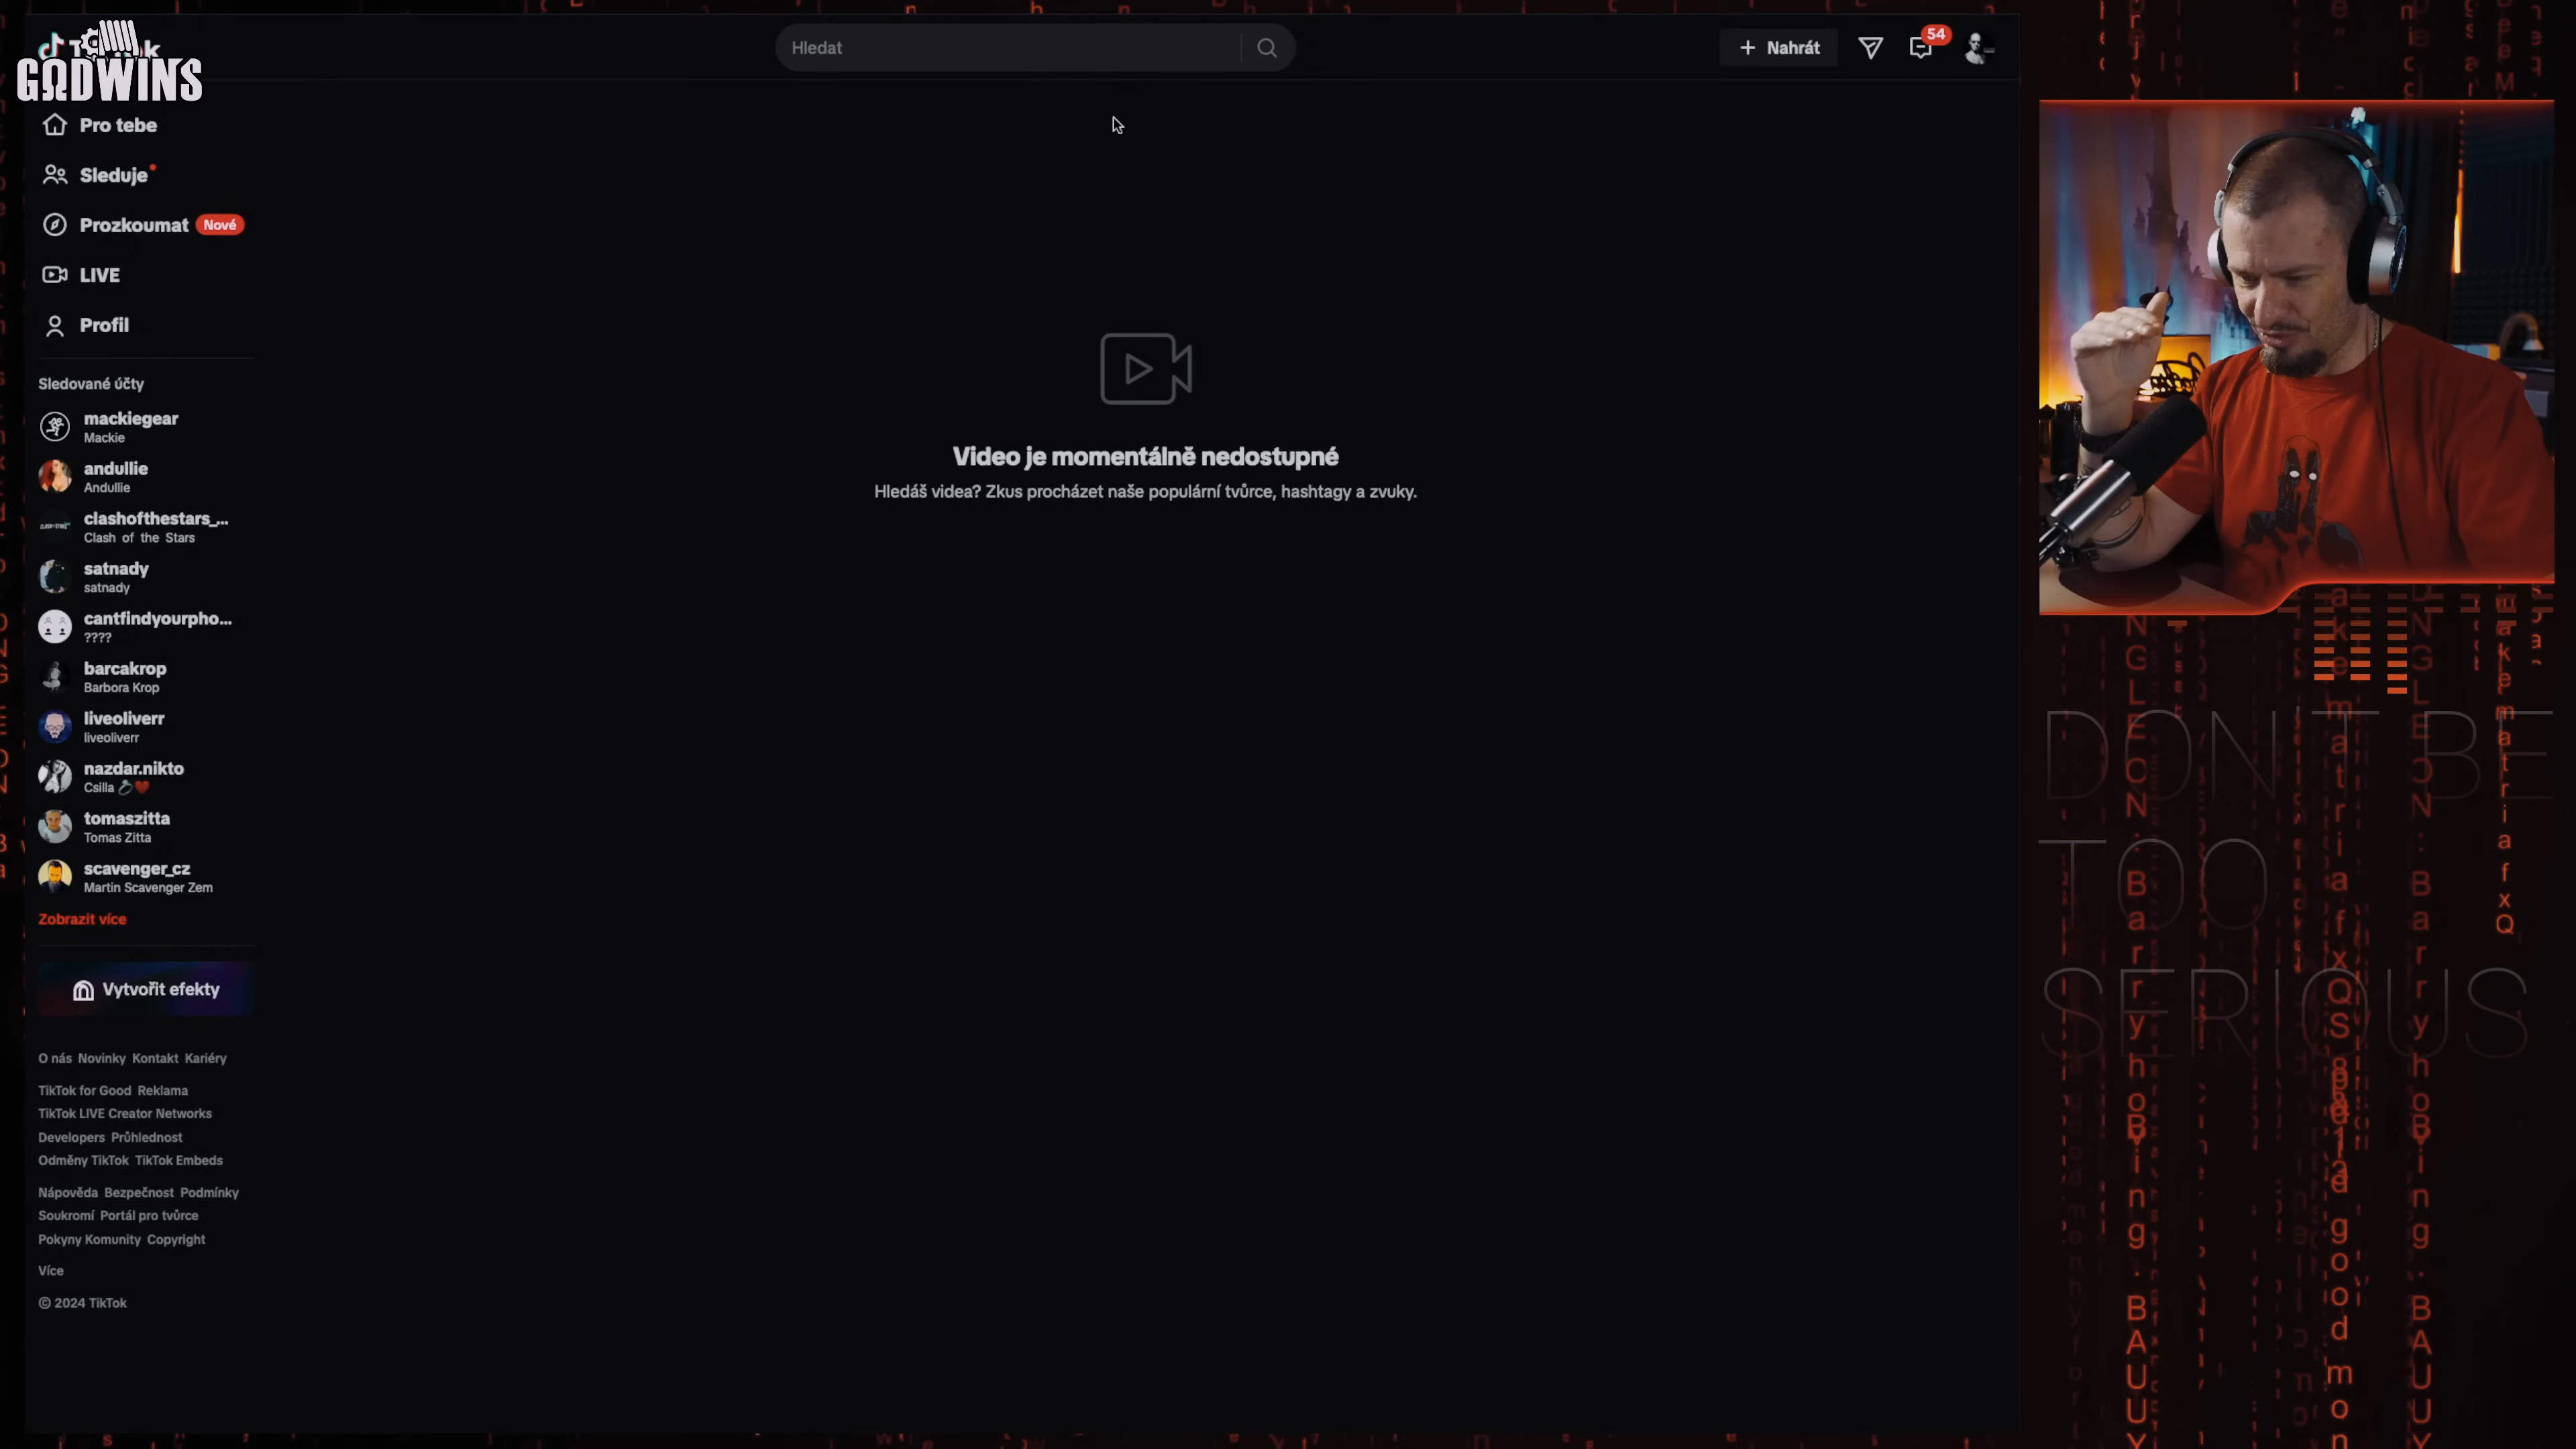 TikTok
GΩDWINS
Hledat
Nahrát
54
Pro tebe
Sleduje
Prozkoumat Nové
LIVE
Profil
Sledované účty
mackiegear
Mackie
andullie
Andullie
clashofthestars_...
Clash of the Stars
satnady
satnady
cantfindyourpho...
????
barcakrop
Barbora Krop
liveoliverr
liveoliverr
nazdar.nikto
Csilla
tomaszitta
Tomas Zitta
scavenger_cz
Martin Scavenger Zem
Zobrazit více
Vytvořit efekty
O nás Novinky Kontakt Kariéry
TikTok for Good Reklama
TikTok LIVE Creator Networks
Developers Průhlednost
Odměny TikTok TikTok Embeds
Nápověda Bezpečnost Podmínky
Soukromí Portál pro tvůrce
Pokyny Komunity Copyright
Více
© 2024 TikTok
Video je momentálně nedostupné
Hledáš videa? Zkus procházet naše populární tvůrce, hashtagy a zvuky.
DON'T BE
TOO
SERIOUS